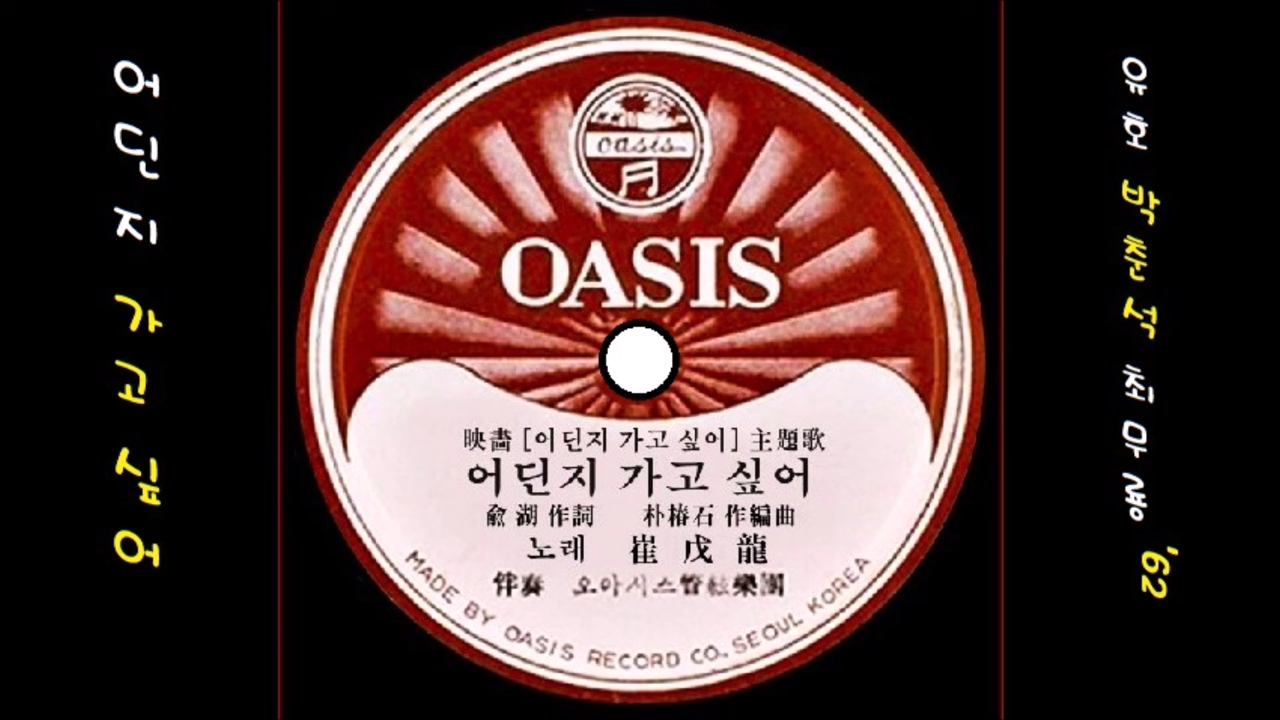 어딘지 가고 싶어
oasis
OASIS
映畵 [어딘지 가고 싶어] 主題歌
어딘지 가고 싶어
兪湖 作詞 朴椿石 作編曲
노래 崔戊龍
伴奏 오아시스管絃樂團
MADE BY OASIS RECORD CO. SEOUL KOREA
유호 박춘석 최무룡 '62